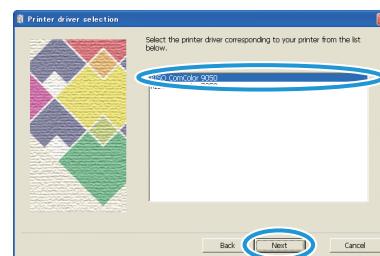 Printer driver selection
Select the printer driver corresponding to your printer from the list
below.
RISO ComColor 9050
Back
Next
Cancel